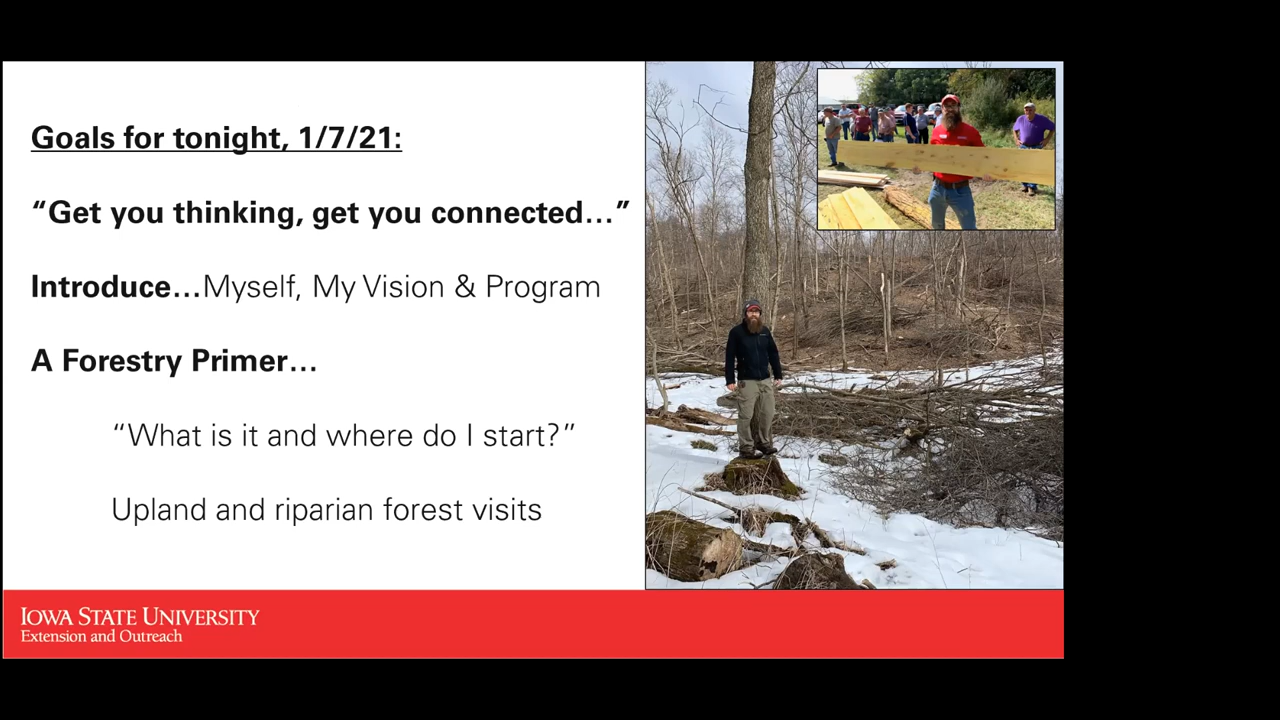 Goals for tonight, 1/7/21:
“Get you thinking, get you connected…”
Introduce…Myself, My Vision & Program
A Forestry Primer…
“What is it and where do I start?”
Upland and riparian forest visits
IOWA STATE UNIVERSITY
Extension and Outreach